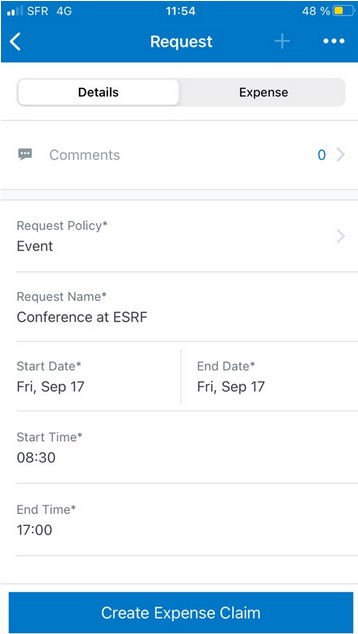 SFR 4G 11:54 48 %
Request
Details Expense
Comments 0
Request Policy*
Event
Request Name*
Conference at ESRF
Start Date* End Date*
Fri, Sep 17 Fri, Sep 17
Start Time*
08:30
End Time*
17:00
Create Expense Claim